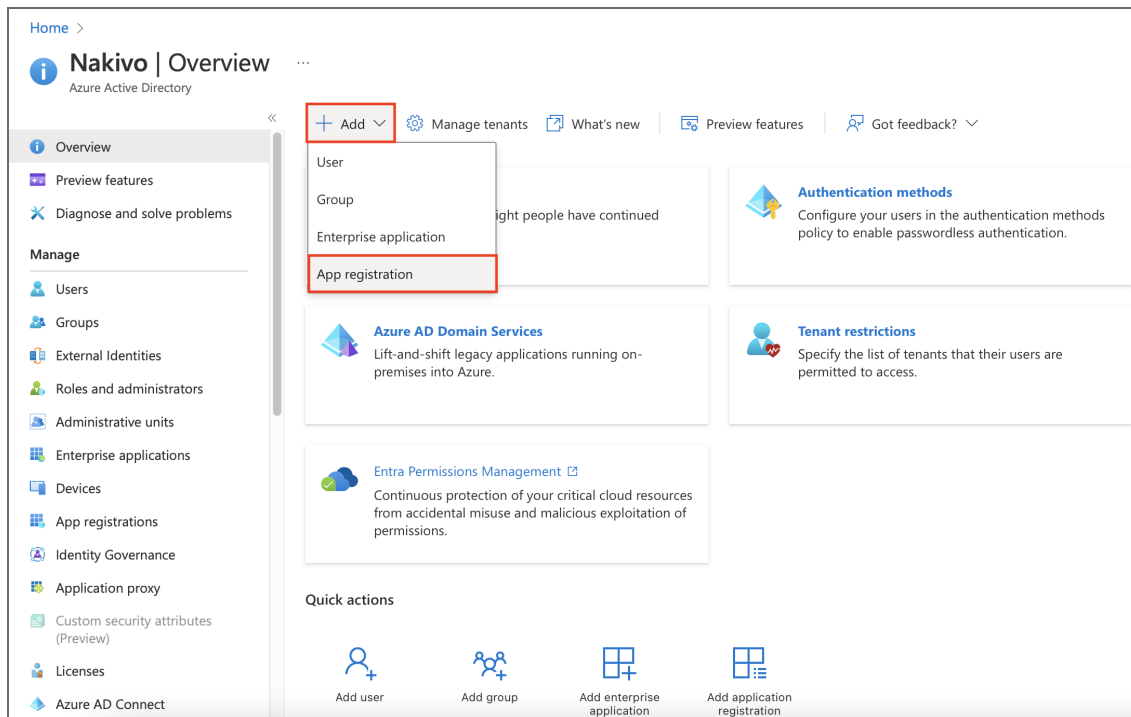 Home >
Nakivo | Overview ...
Azure Active Directory
«
Overview
Preview features
Diagnose and solve problems
Manage
Users
Groups
External Identities
Roles and administrators
Administrative units
Enterprise applications
Devices
App registrations
Identity Governance
Application proxy
Custom security attributes
(Preview)
Licenses
Azure AD Connect
Add
Manage tenants
What's new
Preview features
Got feedback?
User
Group
Enterprise application
App registration
ight people have continued
Authentication methods
Configure your users in the authentication methods
policy to enable passwordless authentication.
Azure AD Domain Services
Lift-and-shift legacy applications running on-
premises into Azure.
Tenant restrictions
Specify the list of tenants that their users are
permitted to access.
Entra Permissions Management
Continuous protection of your critical cloud resources
from accidental misuse and malicious exploitation of
permissions.
Quick actions
Add user
Add group
Add enterprise
application
Add application
registration